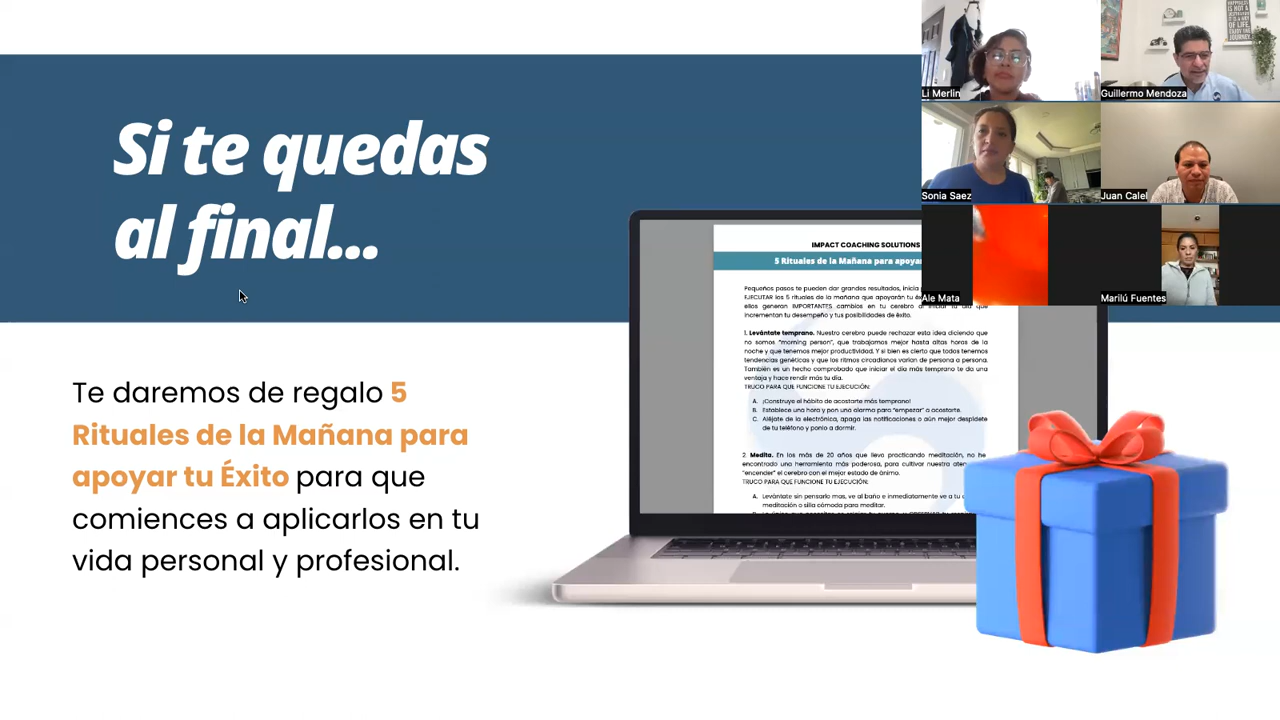 Si te quedas
al final...
Te daremos de regalo 5
Rituales de la Mañana para
apoyar tu Éxito para que
comiences a aplicarlos en tu
vida personal y profesional.
IMPACT COACHING SOLUTIONS
5 Rituales de la Mañana para apoyar
Pequeños pasos te pueden dar grandes resultados, inicia
EJECUTAR los 5 rituales de la mañana que apoyarán tu
ellos generan IMPORTANTES cambios en tu cerebro al iniciar tu día que
incrementan tu desempeño y tus posibilidades de éxito.
1. Levántate temprano. Nuestro cerebro puede rechazar esta idea diciendo que
no somos "morning person", que trabajamos mejor hasta altas horas de la
noche y que tenemos mejor productividad. Y si bien es cierto que todos tenemos
tendencias genéticas y que los ritmos circadianos varían de persona a persona.
También es un hecho comprobado que iniciar el día más temprano te da una
ventaja y hace rendir más tu día.
TRUCO PARA QUE FUNCIONE TU EJECUCIÓN:
A. ¡Construye el hábito de acostarte más temprano!
B. Establece una hora y pon una alarma para "empezar" a acostarte.
C. Aléjate de la electrónica, apaga las notificaciones o aún mejor despídete
de tu teléfono y ponlo a dormir.
2. Medita. En los más de 20 años que llevo practicando meditación, no he
encontrado una herramienta más poderosa, para cultivar nuestra
"encender" el cerebro con el mejor estado de ánimo.
TRUCO PARA QUE FUNCIONE TU EJECUCIÓN:
A. Levántate sin pensarlo mas, ve al baño e inmediatamente ve a tu
meditación o silla cómoda para meditar.
Li Merlin
Guillermo Mendoza
HAPPINESS
IS NOT A
Sonia Saez
Juan Calel
Ale Mata
Marilú Fuentes